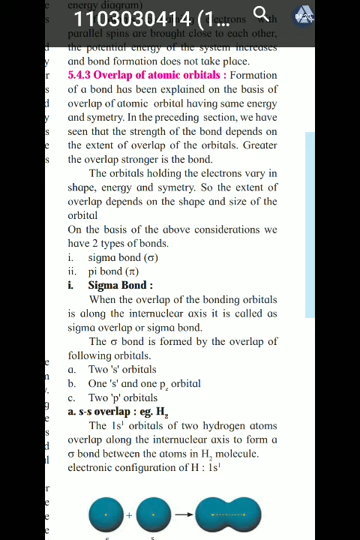 energy diagram)
1103030414 (1...
electrons with
parallel spins are brought close to each other,
the potential energy of the system increases
and bond formation does not take place.
5.4.3 Overlap of atomic orbitals : Formation
of a bond has been explained on the basis of
overlap of atomic orbital having same energy
and symetry. In the preceding section, we have
seen that the strength of the bond depends on
the extent of overlap of the orbitals. Greater
the overlap stronger is the bond.
The orbitals holding the electrons vary in
shape, energy and symetry. So the extent of
overlap depends on the shape and size of the
orbital
On the basis of the above considerations we
have 2 types of bonds.
i. sigma bond (σ)
ii. pi bond (π)
i. Sigma Bond :
When the overlap of the bonding orbitals
is along the internuclear axis it is called as
sigma overlap or sigma bond.
The σ bond is formed by the overlap of
following orbitals.
a. Two 's' orbitals
b. One 's' and one p_z orbital
c. Two 'p' orbitals
a. s-s overlap : eg. H₂
The 1s¹ orbitals of two hydrogen atoms
overlap along the internuclear axis to form a
σ bond between the atoms in H₂ molecule.
electronic configuration of H : 1s¹
+